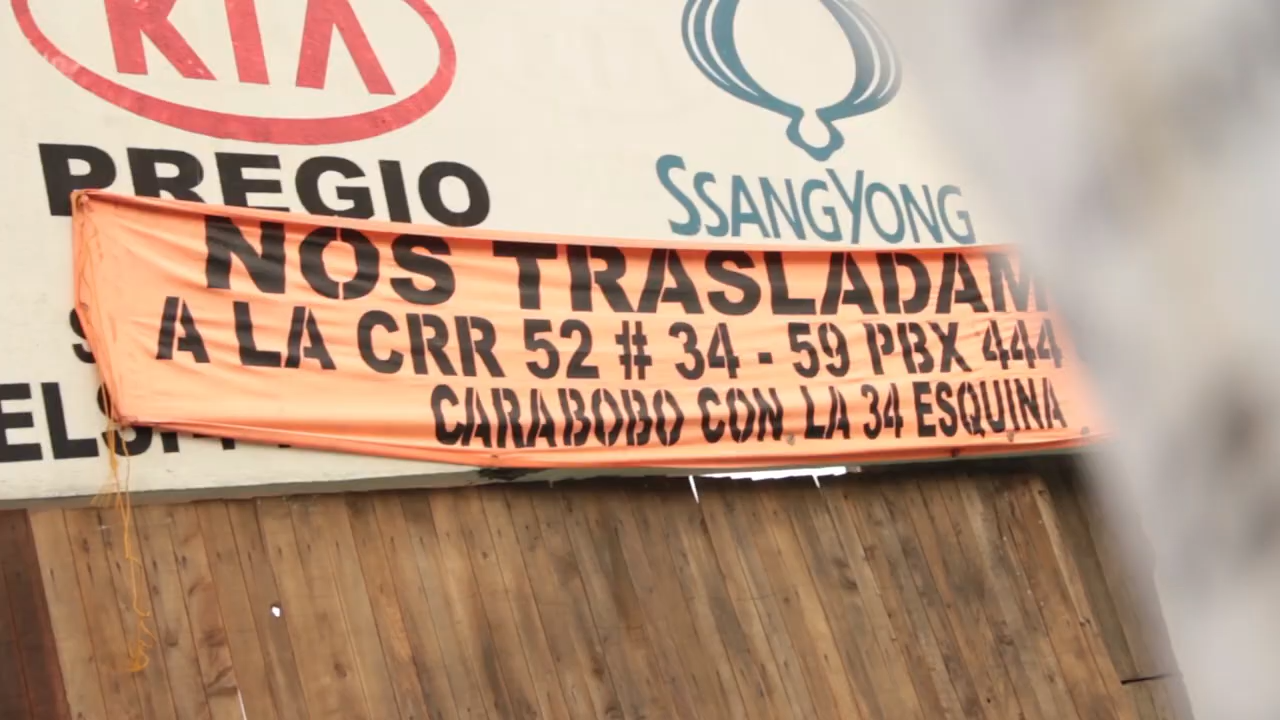 KIA
SSANGYONG
PREGIO
NOS TRASLADAM
A LA CRR 52 # 34 - 59 PBX 444
CARABOBO CON LA 34 ESQUINA